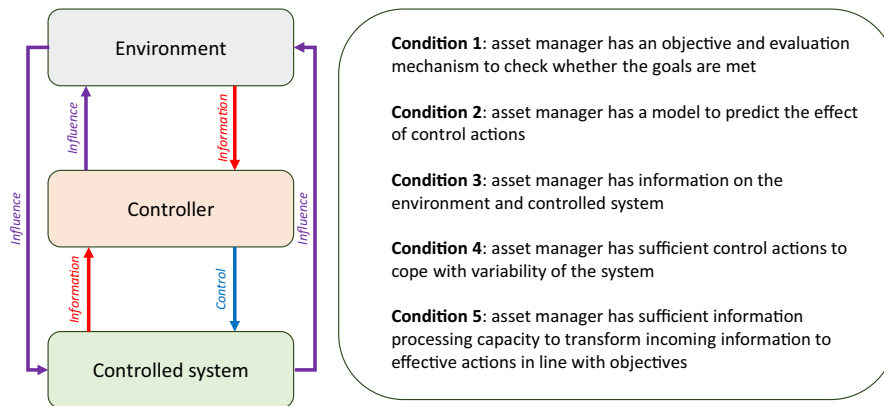 Environment
Influence
Information
Influence
Controller
Influence
Information
Control
Controlled system
Condition 1: asset manager has an objective and evaluation
mechanism to check whether the goals are met
Condition 2: asset manager has a model to predict the effect
of control actions
Condition 3: asset manager has information on the
environment and controlled system
Condition 4: asset manager has sufficient control actions to
cope with variability of the system
Condition 5: asset manager has sufficient information
processing capacity to transform incoming information to
effective actions in line with objectives